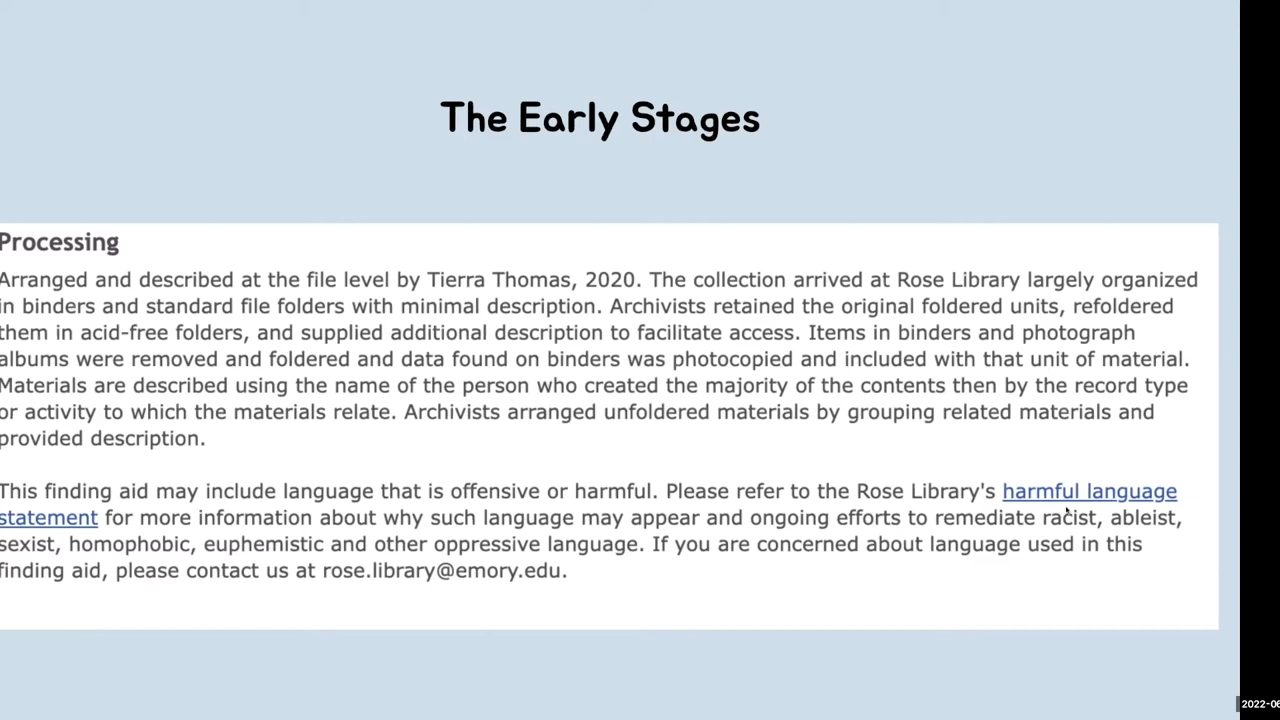 The Early Stages
Processing
Arranged and described at the file level by Tierra Thomas, 2020. The collection arrived at Rose Library largely organized
in binders and standard file folders with minimal description. Archivists retained the original foldered units, refoldered
them in acid-free folders, and supplied additional description to facilitate access. Items in binders and photograph
albums were removed and foldered and data found on binders was photocopied and included with that unit of material.
Materials are described using the name of the person who created the majority of the contents then by the record type
or activity to which the materials relate. Archivists arranged unfoldered materials by grouping related materials and
provided description.
This finding aid may include language that is offensive or harmful. Please refer to the Rose Library's harmful language
statement for more information about why such language may appear and ongoing efforts to remediate racist, ableist,
sexist, homophobic, euphemistic and other oppressive language. If you are concerned about language used in this
finding aid, please contact us at rose.library@emory.edu.
2022-06